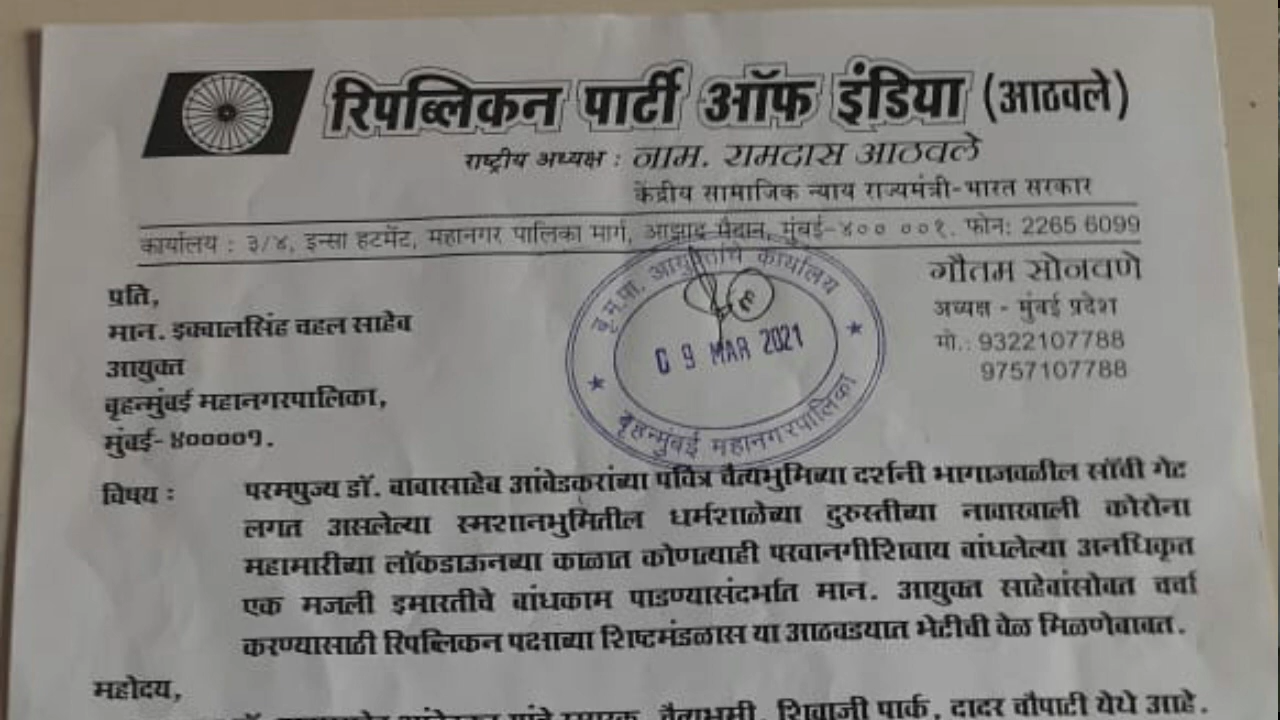 रिपब्लिकन पार्टी ऑफ इंडिया (आठवले)
राष्ट्रीय अध्यक्ष : नाम. रामदास आठवले
केंद्रीय सामाजिक न्याय राज्यमंत्री-भारत सरकार
कार्यालय : ३/४, इन्सा हटमेंट, महानगर पालिका मार्ग, आझाद मैदान, मुंबई-४०० ००१. फोन: 2265 6099
गौतम सोनवणे
अध्यक्ष - मुंबई प्रदेश
मो.: 9322107788
9757107788
बृ.म.पा. आयुक्तांचे कार्यालय
09 MAR 2021
बृहन्मुंबई महानगरपालिका
प्रति,
मान. इक्बालसिंह चहल साहेब
आयुक्त
बृहन्मुंबई महानगरपालिका,
मुंबई-४००००१.
विषय : परमपुज्य डॉ. बाबासाहेब आंबेडकरांच्या पवित्र चैत्यभुमिच्या दर्शनी भागाजवळील साँची गेट
लगत असलेल्या स्मशानभुमितील धर्मशाळेच्या दुरुस्तीच्या नावाखाली कोरोना
महामारीच्या लॉकडाऊनच्या काळात कोणत्याही परवानगीशिवाय बांधलेल्या अनधिकृत
एक मजली इमारतीचे बांधकाम पाडण्यासंदर्भात मान. आयुक्त साहेबांसोबत चर्चा
करण्यासाठी रिपब्लिकन पक्षाच्या शिष्टमंडळास या आठवडयात भेटीची वेळ मिळणेबाबत.
महोदय,
डॉ. बाबासाहेब आंबेडकर यांचे स्मारक, चैत्यभुमी, शिवाजी पार्क, दादर चौपाटी येथे आहे.